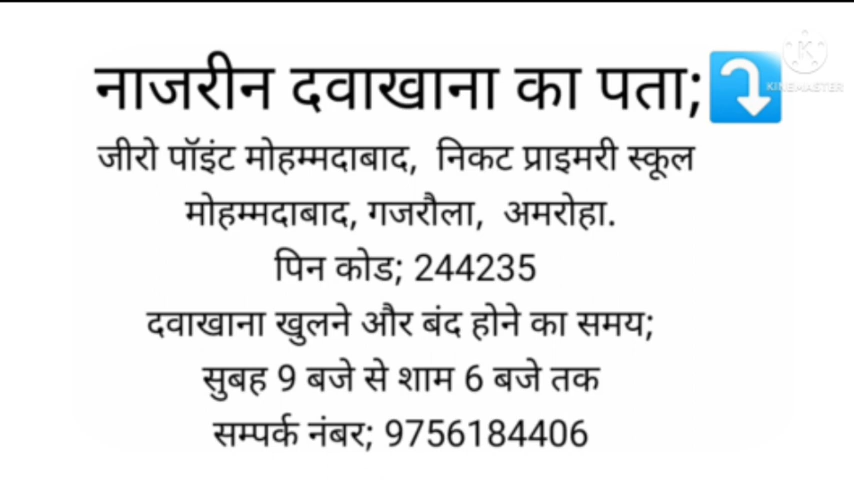 नाजरीन दवाखाना का पता;⤵️
KINEMASTER
जीरो पॉइंट मोहम्मदाबाद, निकट प्राइमरी स्कूल
मोहम्मदाबाद, गजरौला, अमरोहा.
पिन कोड; 244235
दवाखाना खुलने और बंद होने का समय;
सुबह 9 बजे से शाम 6 बजे तक
सम्पर्क नंबर; 9756184406